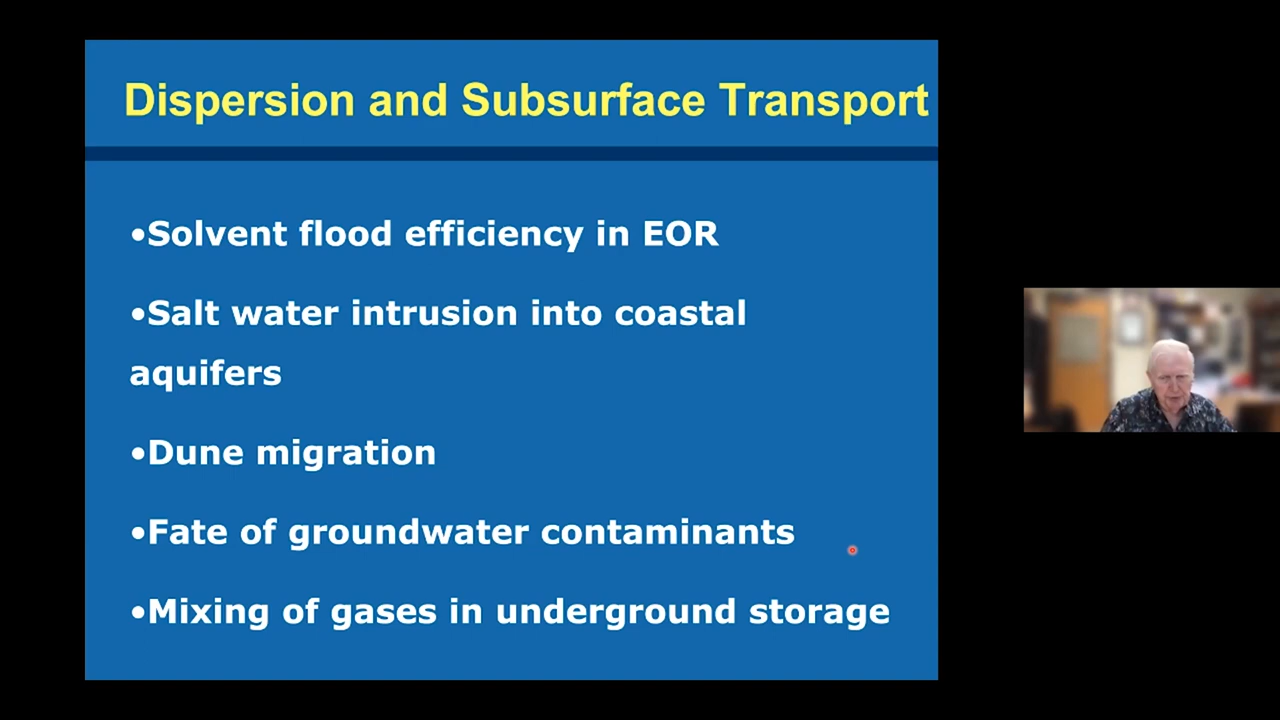 Dispersion and Subsurface Transport
•Solvent flood efficiency in EOR
•Salt water intrusion into coastal
aquifers
•Dune migration
•Fate of groundwater contaminants
•Mixing of gases in underground storage